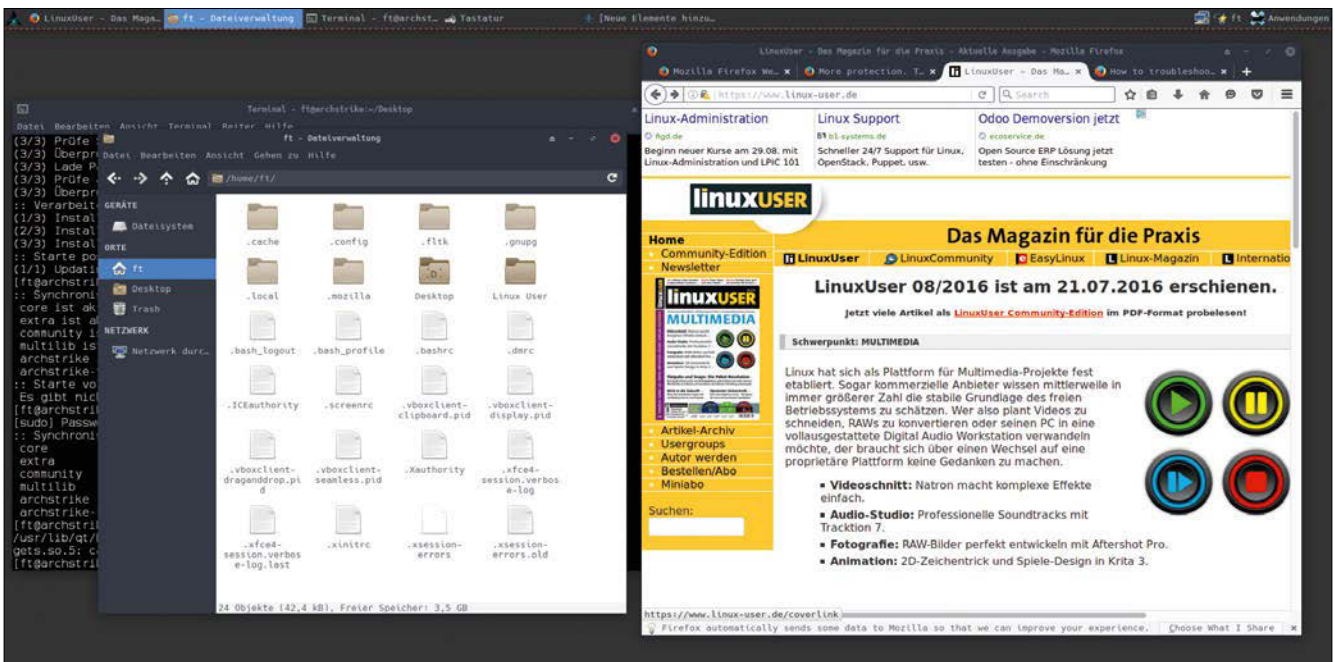 LinuxUser - Das Maga…
ft - Dateiverwaltung
Terminal - ft@archst…
Tastatur
[Neue Elemente hinzu…
ft
Anwendungen
Terminal - ft@archstrike:~/Desktop
Datei Bearbeiten Ansicht Terminal Reiter Hilfe
(3/3) Prüfe
(3/3) Überpr
(3/3) Lade P
(3/3) Prüfe
(3/3) Überpr
:: Verarbeit
(1/3) Instal
(2/3) Instal
(3/3) Instal
:: Starte po
(1/1) Updati
[ft@archstri
:: Synchroni
core ist ak
extra ist a
community i
multilib is
archstrike
archstrike-
:: Starte vo
Es gibt nic
[ft@archstri
[sudo] Passw
:: Synchroni
core
extra
community
multilib
archstrike
archstrike-
[ft@archstri
/usr/lib/qt/
gets.so.5: c
[ft@archstri
ft - Dateiverwaltung
Datei Bearbeiten Ansicht Gehen zu Hilfe
/home/ft/
GERÄTE
Dateisystem
ORTE
ft
Desktop
Trash
NETZWERK
Netzwerk durc…
.cache
.config
.fltk
.gnupg
.local
.mozilla
Desktop
Linux User
.bash_logout
.bash_profile
.bashrc
.dmrc
.ICEauthority
.screenrc
.vboxclient-
clipboard.pid
.vboxclient-
display.pid
.vboxclient-
draganddrop.pi
d
.vboxclient-
seamless.pid
.Xauthority
.xfce4-
session.verbos
e-log
.xfce4-
session.verbos
e-log.last
.xinitrc
.xsession-
errors
.xsession-
errors.old
24 Objekte (42,4 kB), Freier Speicher: 3,5 GB
LinuxUser - Das Magazin für die Praxis - Aktuelle Ausgabe - Mozilla Firefox
Mozilla Firefox We…
More protection. T…
LinuxUser - Das Ma…
How to troubleshoo…
https://www.linux-user.de
Search
Linux-Administration
figd.de
Beginn neuer Kurse am 29.08. mit
Linux-Administration und LPIC 101
Linux Support
b1-systems.de
Schneller 24/7 Support für Linux,
OpenStack, Puppet, usw.
Odoo Demoversion jetzt
ecoservice.de
Open Source ERP Lösung jetzt
testen - ohne Einschränkung
linuxUSER
Das Magazin für die Praxis
Home
Community-Edition
Newsletter
LinuxUser
LinuxCommunity
EasyLinux
Linux-Magazin
Internatio
linuxUSER
MULTIMEDIA
Artikel-Archiv
Usergroups
Autor werden
Bestellen/Abo
Miniabo
Suchen:
LinuxUser 08/2016 ist am 21.07.2016 erschienen.
Jetzt viele Artikel als LinuxUser Community-Edition im PDF-Format probelesen!
Schwerpunkt: MULTIMEDIA
Linux hat sich als Plattform für Multimedia-Projekte fest
etabliert. Sogar kommerzielle Anbieter wissen mittlerweile in
immer größerer Zahl die stabile Grundlage des freien
Betriebssystems zu schätzen. Wer also plant Videos zu
schneiden, RAWs zu konvertieren oder seinen PC in eine
vollausgestattete Digital Audio Workstation verwandeln
möchte, der braucht sich über einen Wechsel auf eine
proprietäre Plattform keine Gedanken zu machen.
▪ Videoschnitt: Natron macht komplexe Effekte
einfach.
▪ Audio-Studio: Professionelle Soundtracks mit
Tracktion 7.
▪ Fotografie: RAW-Bilder perfekt entwickeln mit Aftershot Pro.
▪ Animation: 2D-Zeichentrick und Spiele-Design in Krita 3.
https://www.linux-user.de/coverlink
Firefox automatically sends some data to Mozilla so that we can improve your experience.
Choose What I Share